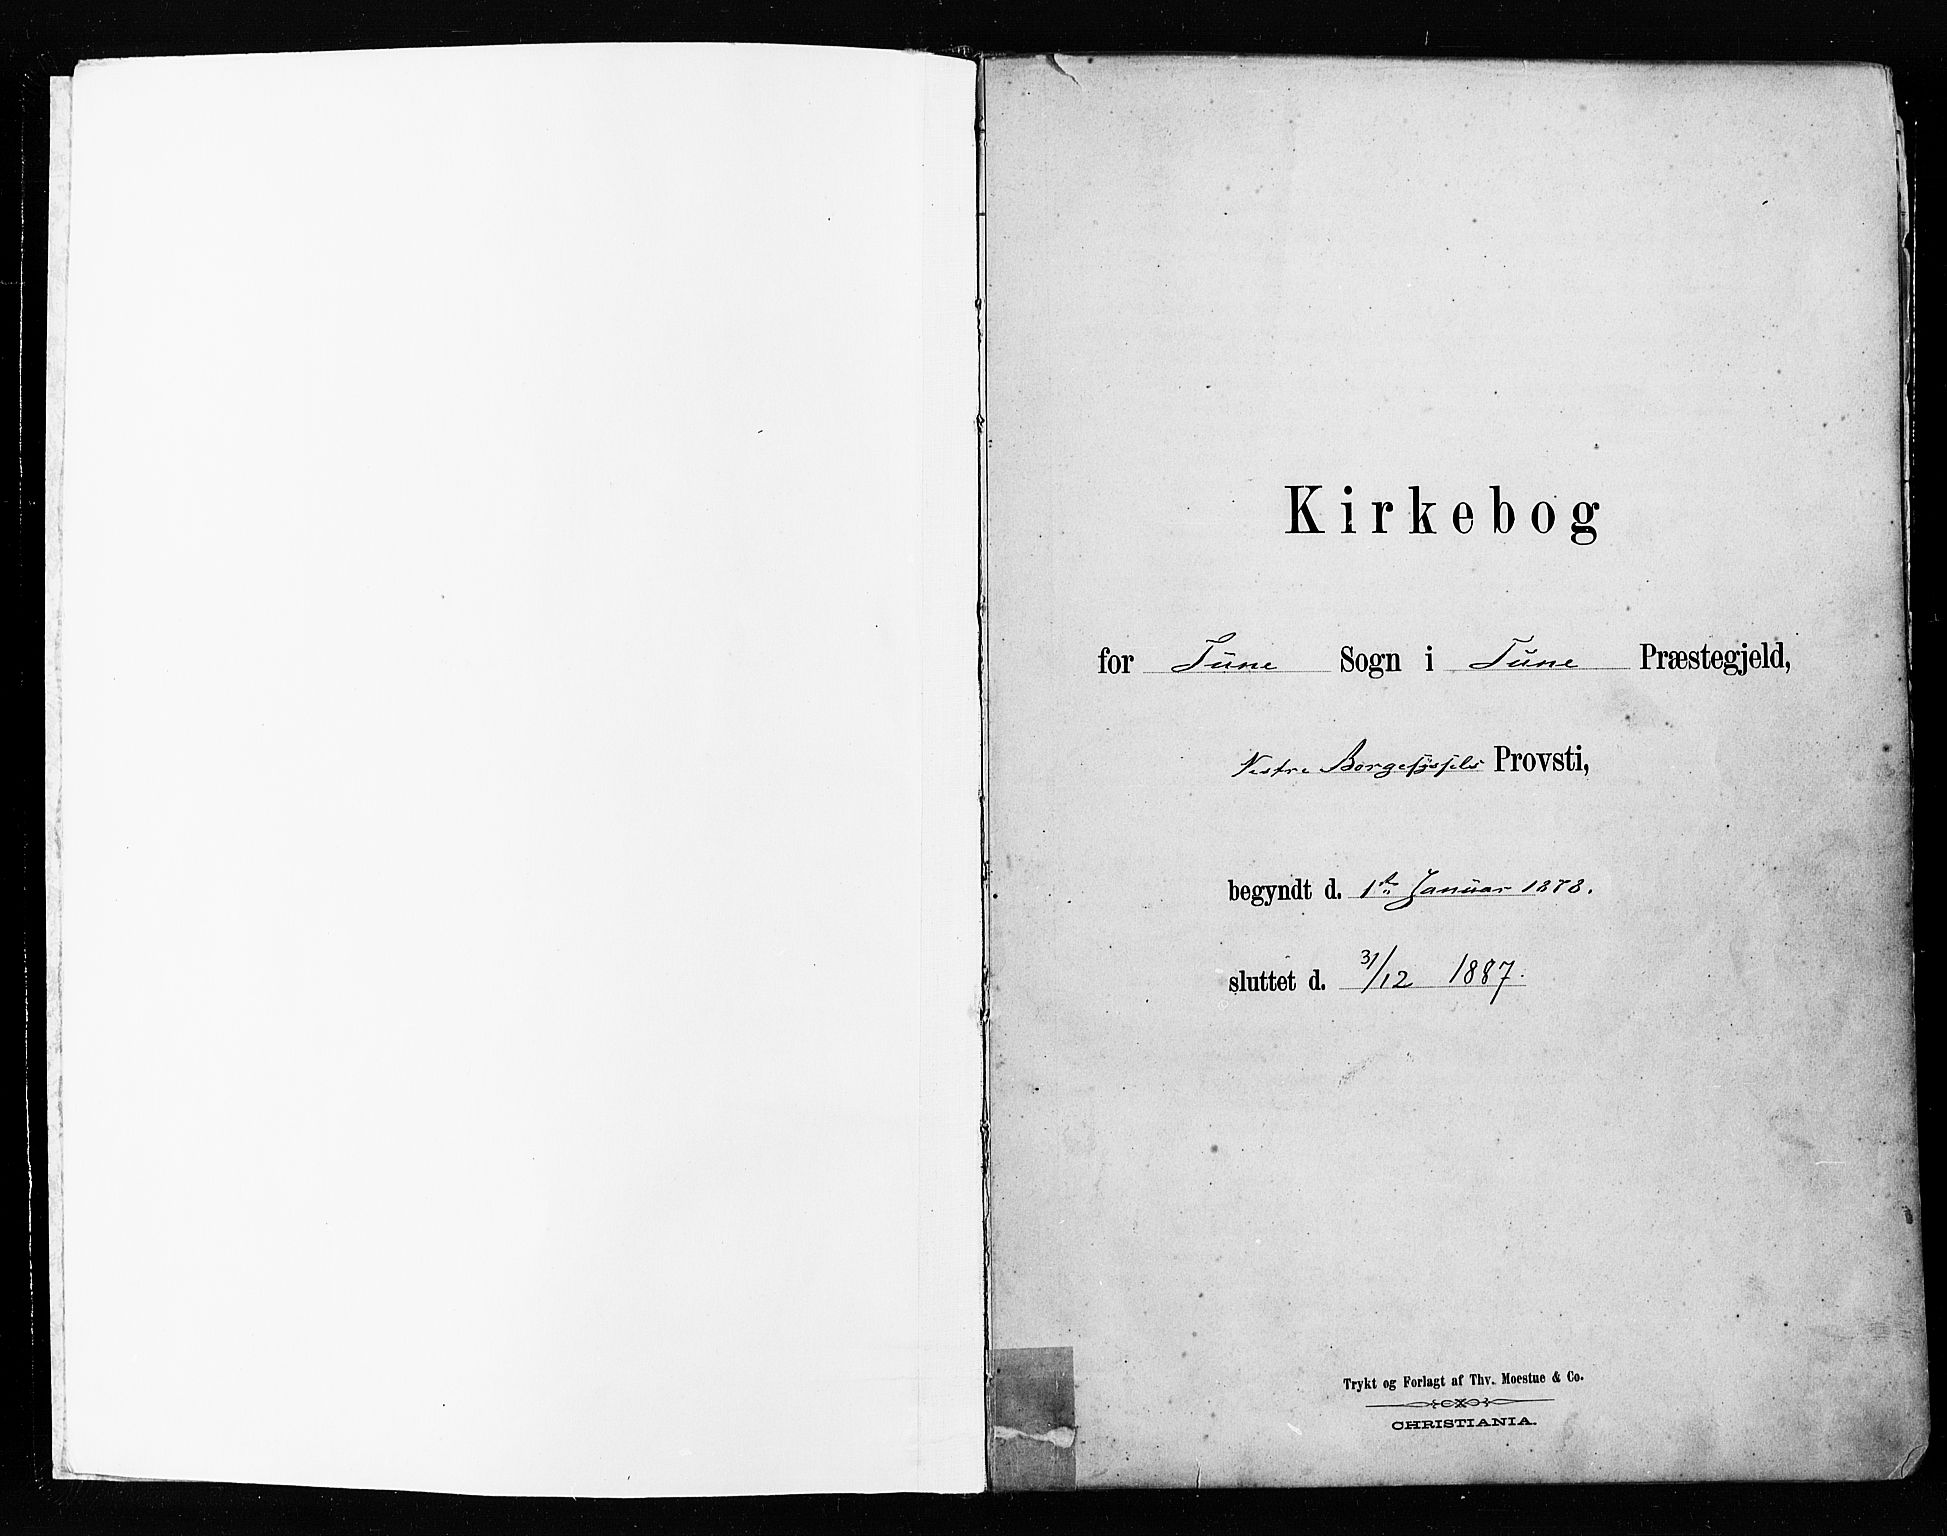 Kirkebog
for Tune Sogn i Tune Præstegjeld,
Vestre Borgesyssels Provsti,
begyndt d. 1ste Januar 1878.
sluttet d. 31/12 1887.
Trykt og Forlagt af Thv. Moestue & Co.
CHRISTIANIA.